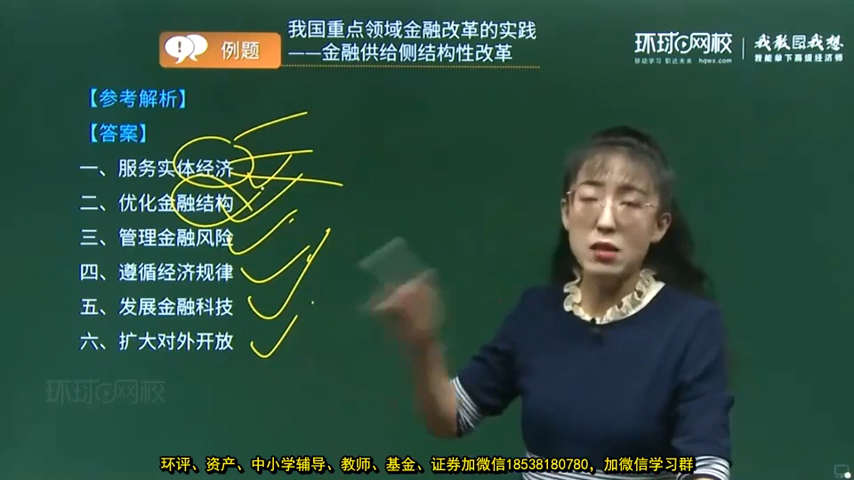 例题
我国重点领域金融改革的实践
——金融供给侧结构性改革
环球网校
移动学习 职达未来 hqwx.com
我敢因我想
我能拿下高级经济师
【参考解析】
【答案】
一、服务实体经济
二、优化金融结构
三、管理金融风险
四、遵循经济规律
五、发展金融科技
六、扩大对外开放
环球网校
环评、资产、中小学辅导、教师、基金、证券加微信18538180780，加微信学习群